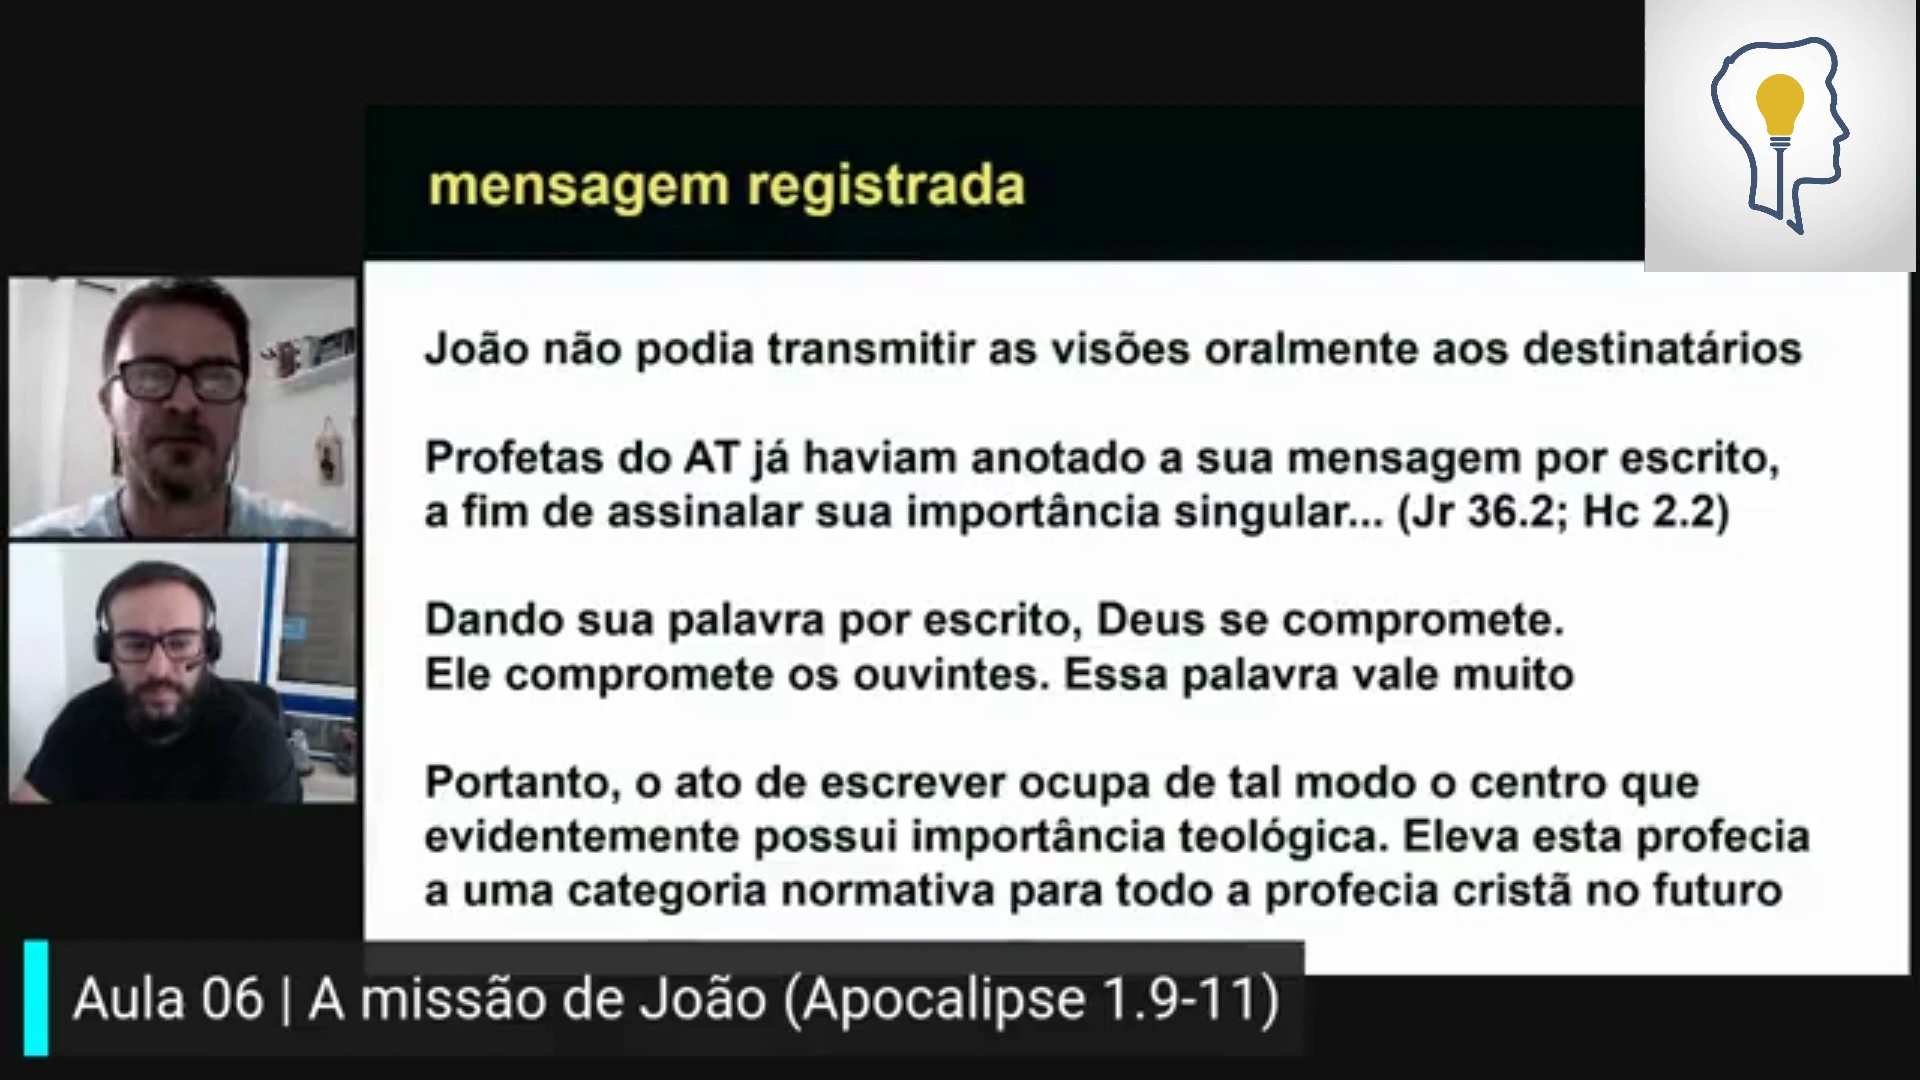 mensagem registrada
João não podia transmitir as visões oralmente aos destinatários
Profetas do AT já haviam anotado a sua mensagem por escrito,
a fim de assinalar sua importância singular... (Jr 36.2; Hc 2.2)
Dando sua palavra por escrito, Deus se compromete.
Ele compromete os ouvintes. Essa palavra vale muito
Portanto, o ato de escrever ocupa de tal modo o centro que
evidentemente possui importância teológica. Eleva esta profecia
a uma categoria normativa para todo a profecia cristã no futuro
Aula 06 | A missão de João (Apocalipse 1.9-11)